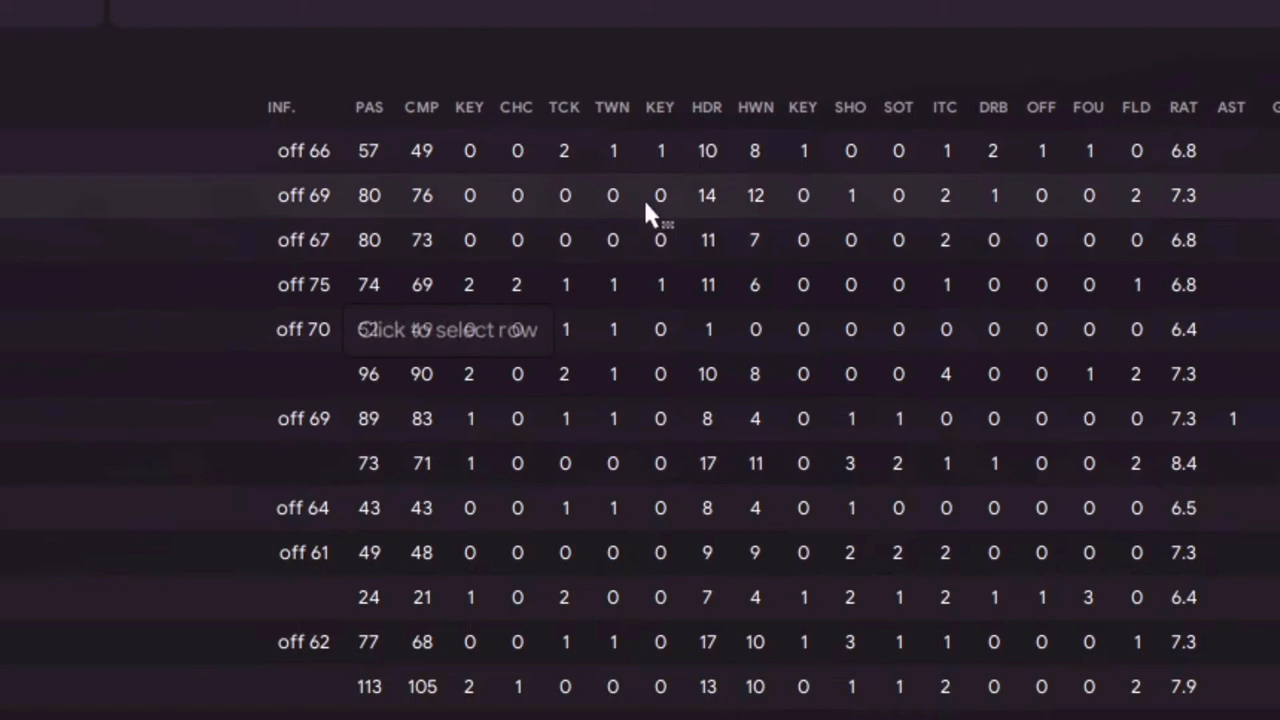 INF. PAS CMP KEY CHC TCK TWN KEY HDR HWN KEY SHO SOT ITC DRB OFF FOU FLD RAT AST
off 66 57 49 0 0 2 1 1 10 8 1 0 0 1 2 1 1 0 6.8
off 69 80 76 0 0 0 0 0 14 12 0 1 0 2 1 0 0 2 7.3
off 67 80 73 0 0 0 0 0 11 7 0 0 0 2 0 0 0 0 6.8
off 75 74 69 2 2 1 1 1 11 6 0 0 0 1 0 0 0 1 6.8
off 70 Click to select row 1 1 0 1 0 0 0 0 0 0 0 0 0 6.4
96 90 2 0 2 1 0 10 8 0 0 0 4 0 0 1 2 7.3
off 69 89 83 1 0 1 1 0 8 4 0 1 1 0 0 0 0 0 7.3 1
73 71 1 0 0 0 0 17 11 0 3 2 1 1 0 0 2 8.4
off 64 43 43 0 0 1 1 0 8 4 0 1 0 0 0 0 0 0 6.5
off 61 49 48 0 0 0 0 0 9 9 0 2 2 2 0 0 0 0 7.3
24 21 1 0 2 0 0 7 4 1 2 1 2 1 1 3 0 6.4
off 62 77 68 0 0 1 1 0 17 10 1 3 1 1 0 0 0 1 7.3
113 105 2 1 0 0 0 13 10 0 1 1 2 0 0 0 2 7.9